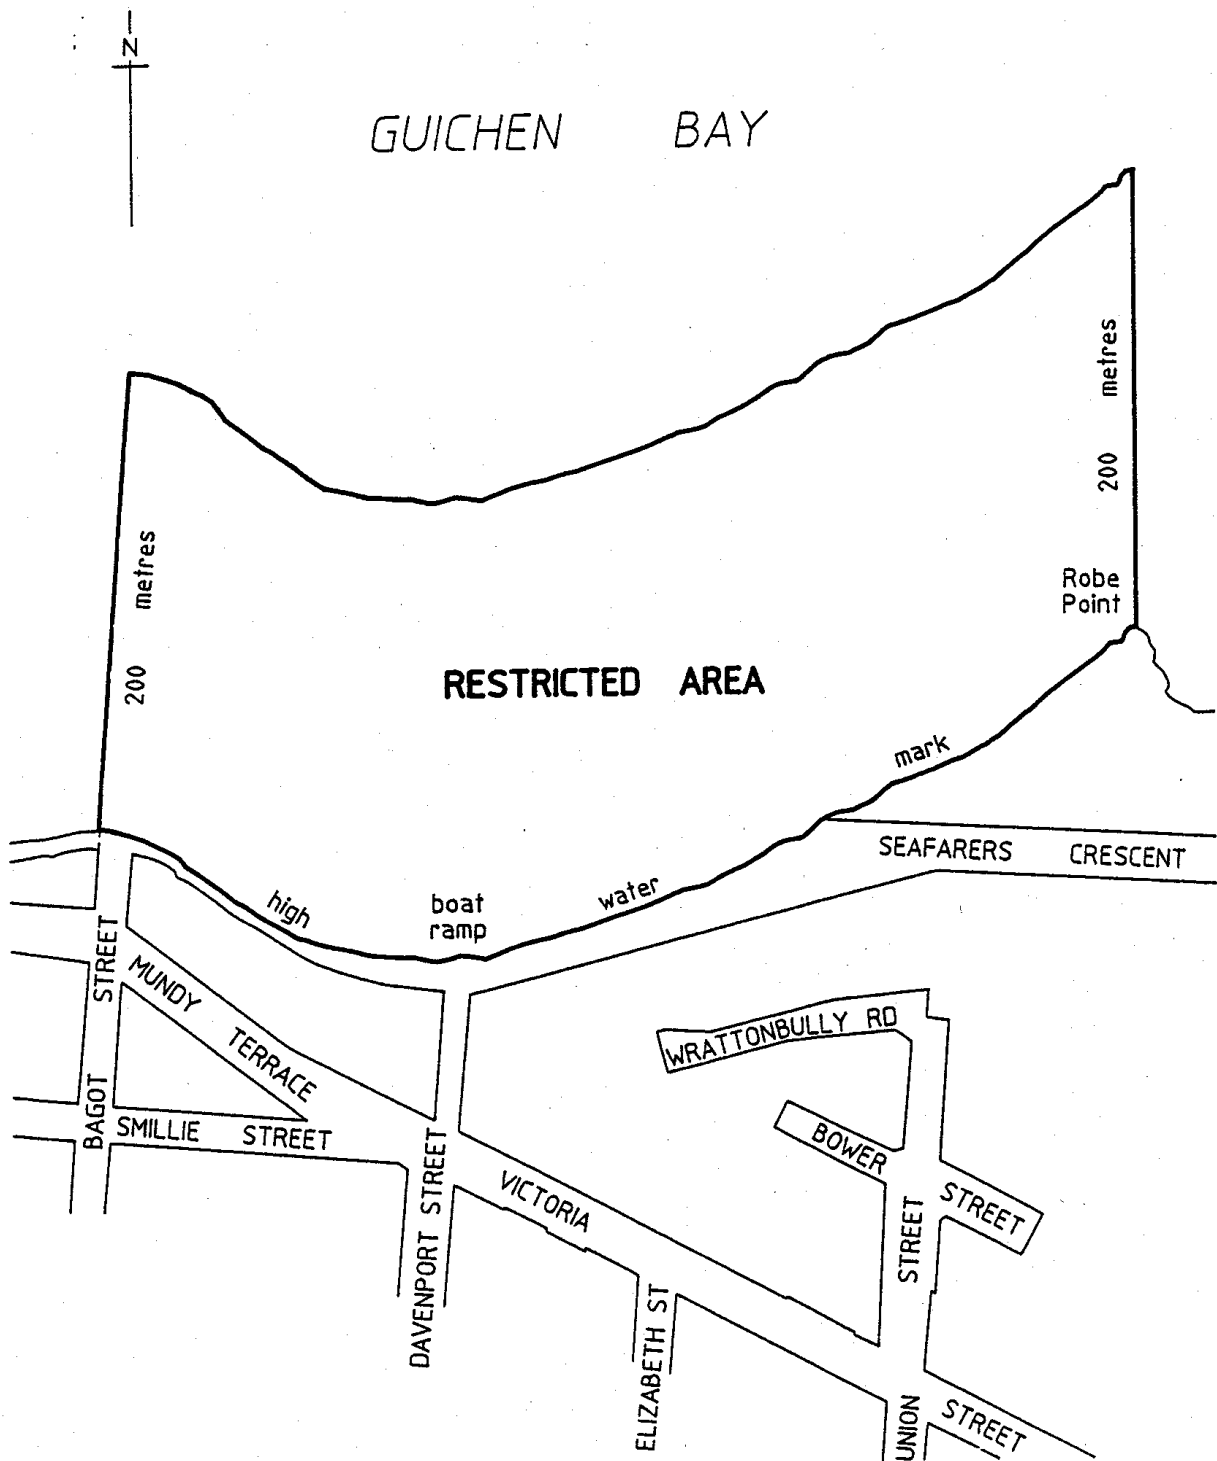 N
GUICHEN BAY
200 metres
200 metres
Robe
Point
RESTRICTED AREA
high
boat
ramp
water
mark
SEAFARERS CRESCENT
BAGOT STREET
MUNDY TERRACE
SMILLIE STREET
DAVENPORT STREET
VICTORIA STREET
ELIZABETH ST
WRATTONBULLY RD
BOWER STREET
UNION STREET